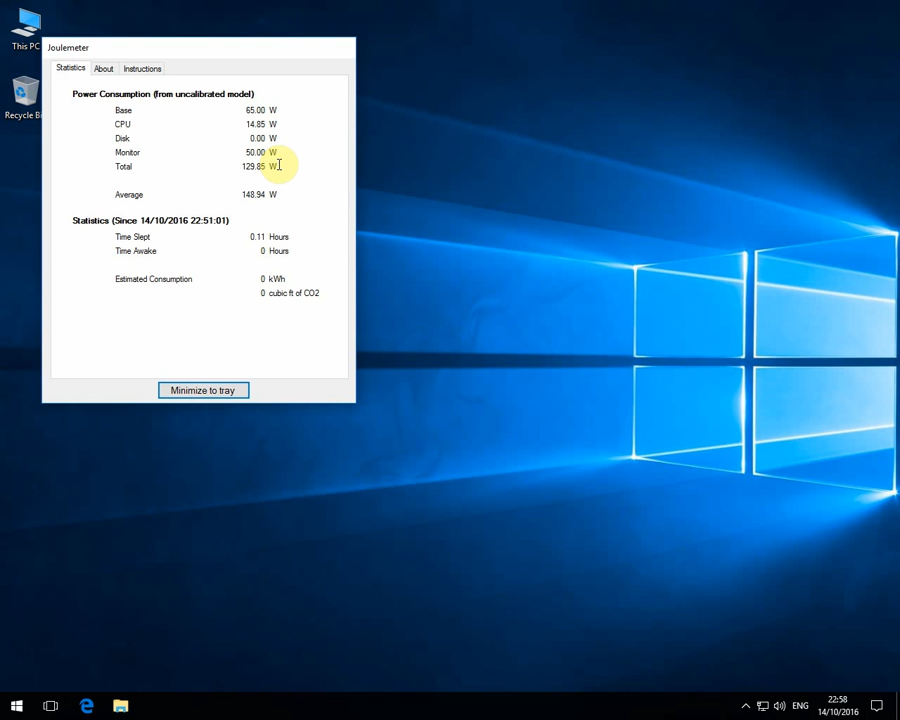 This PC
Recycle Bi
Joulemeter
Statistics About Instructions
Power Consumption (from uncalibrated model)
Base 65.00 W
CPU 14.85 W
Disk 0.00 W
Monitor 50.00 W
Total 129.85 W
Average 148.94 W
Statistics (Since 14/10/2016 22:51:01)
Time Slept 0.11 Hours
Time Awake 0 Hours
Estimated Consumption 0 kWh
0 cubic ft of CO2
Minimize to tray
ENG
22:58
14/10/2016